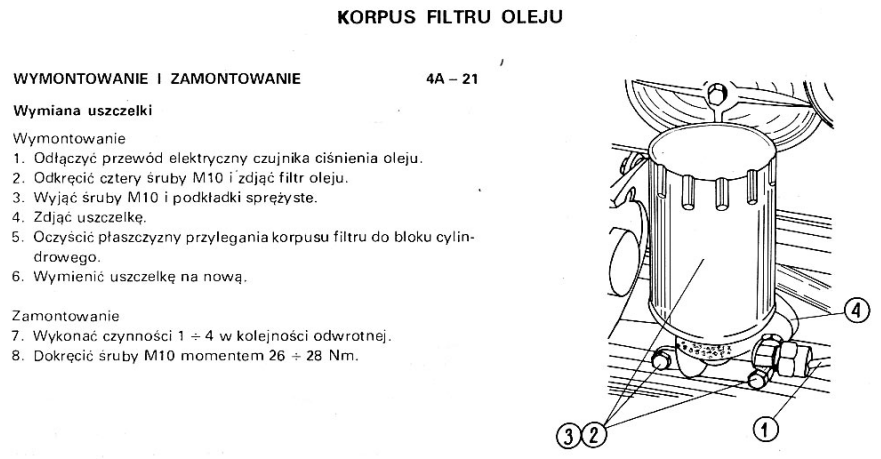 KORPUS FILTRU OLEJU
WYMONTOWANIE I ZAMONTOWANIE 4A – 21
Wymiana uszczelki
Wymontowanie
1. Odłączyć przewód elektryczny czujnika ciśnienia oleju.
2. Odkręcić cztery śruby M10 i zdjąć filtr oleju.
3. Wyjąć śruby M10 i podkładki sprężyste.
4. Zdjąć uszczelkę.
5. Oczyścić płaszczyzny przylegania korpusu filtru do bloku cylin-
drowego.
6. Wymienić uszczelkę na nową.
Zamontowanie
7. Wykonać czynności 1 ÷ 4 w kolejności odwrotnej.
8. Dokręcić śruby M10 momentem 26 ÷ 28 Nm.
4
3 2 1